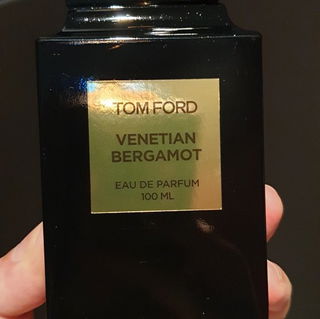 TOM FORD
VENETIAN
BERGAMOT
EAU DE PARFUM
100 ML